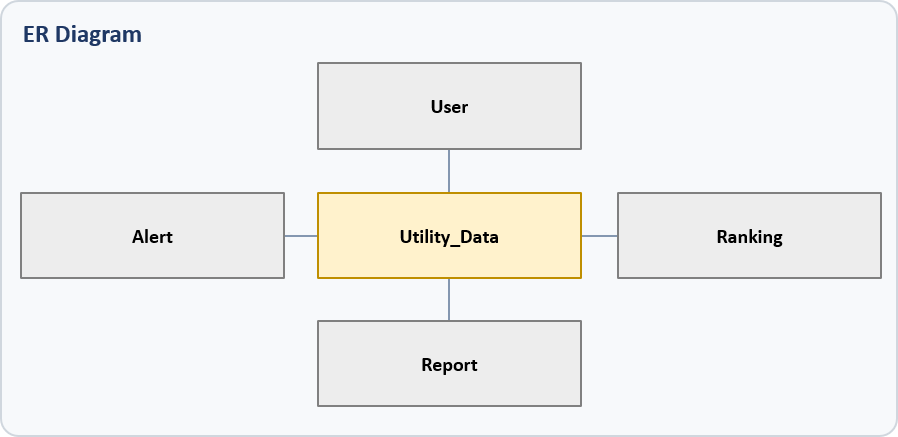 ER Diagram
User
Alert
Utility_Data
Ranking
Report